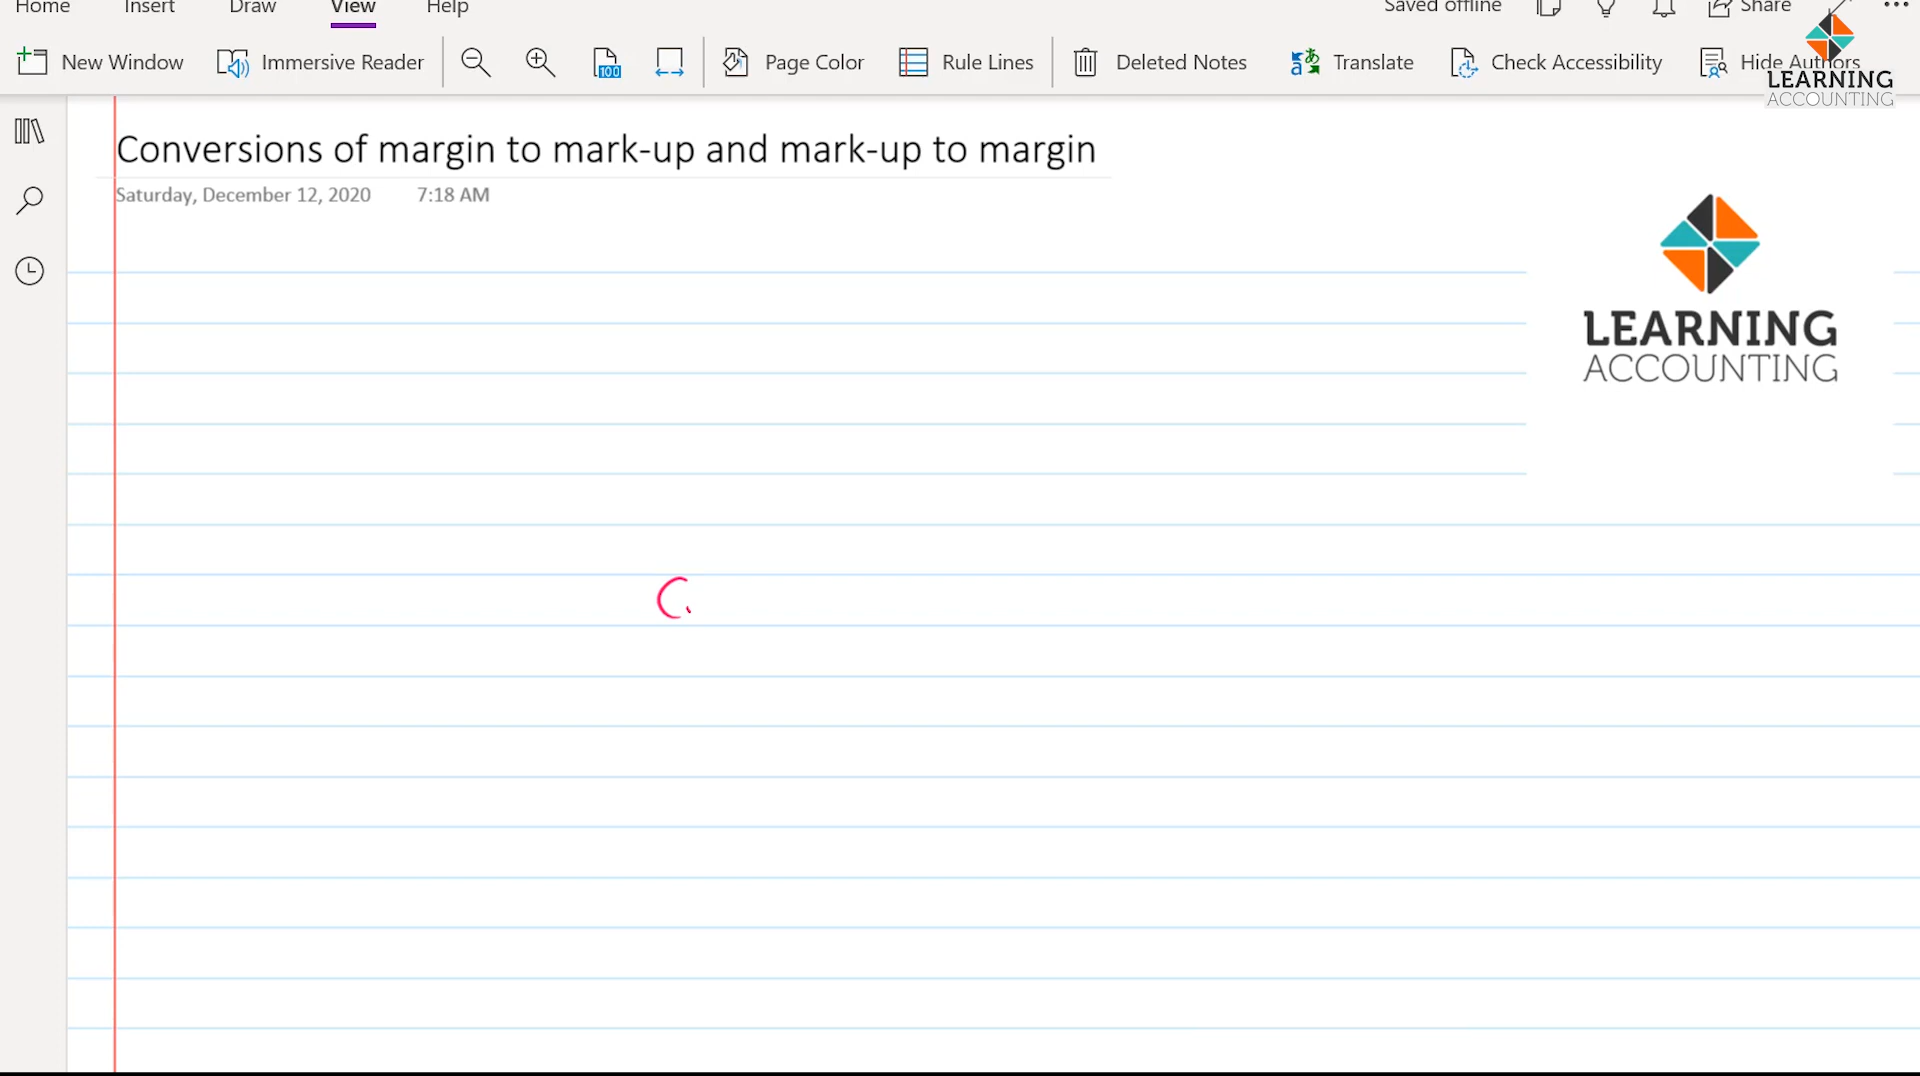 Home Insert Draw View Help Saved offline Share
New Window Immersive Reader 100 Page Color Rule Lines Deleted Notes Translate Check Accessibility Hide Authors
LEARNING
ACCOUNTING
Conversions of margin to mark-up and mark-up to margin
Saturday, December 12, 2020 7:18 AM
LEARNING
ACCOUNTING
C